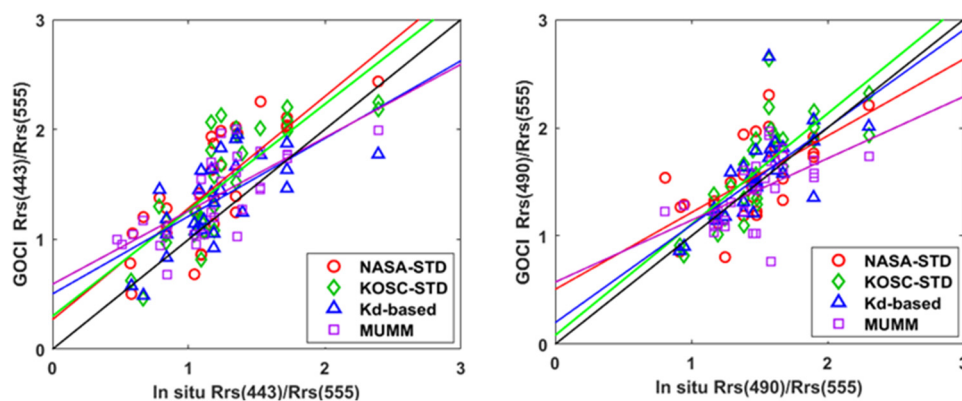 GOCI Rrs(443)/Rrs(555)
3
2
1
0
NASA-STD
KOSC-STD
Kd-based
MUMM
0 1 2 3
In situ Rrs(443)/Rrs(555)
GOCI Rrs(490)/Rrs(555)
3
2
1
0
NASA-STD
KOSC-STD
Kd-based
MUMM
0 1 2 3
In situ Rrs(490)/Rrs(555)